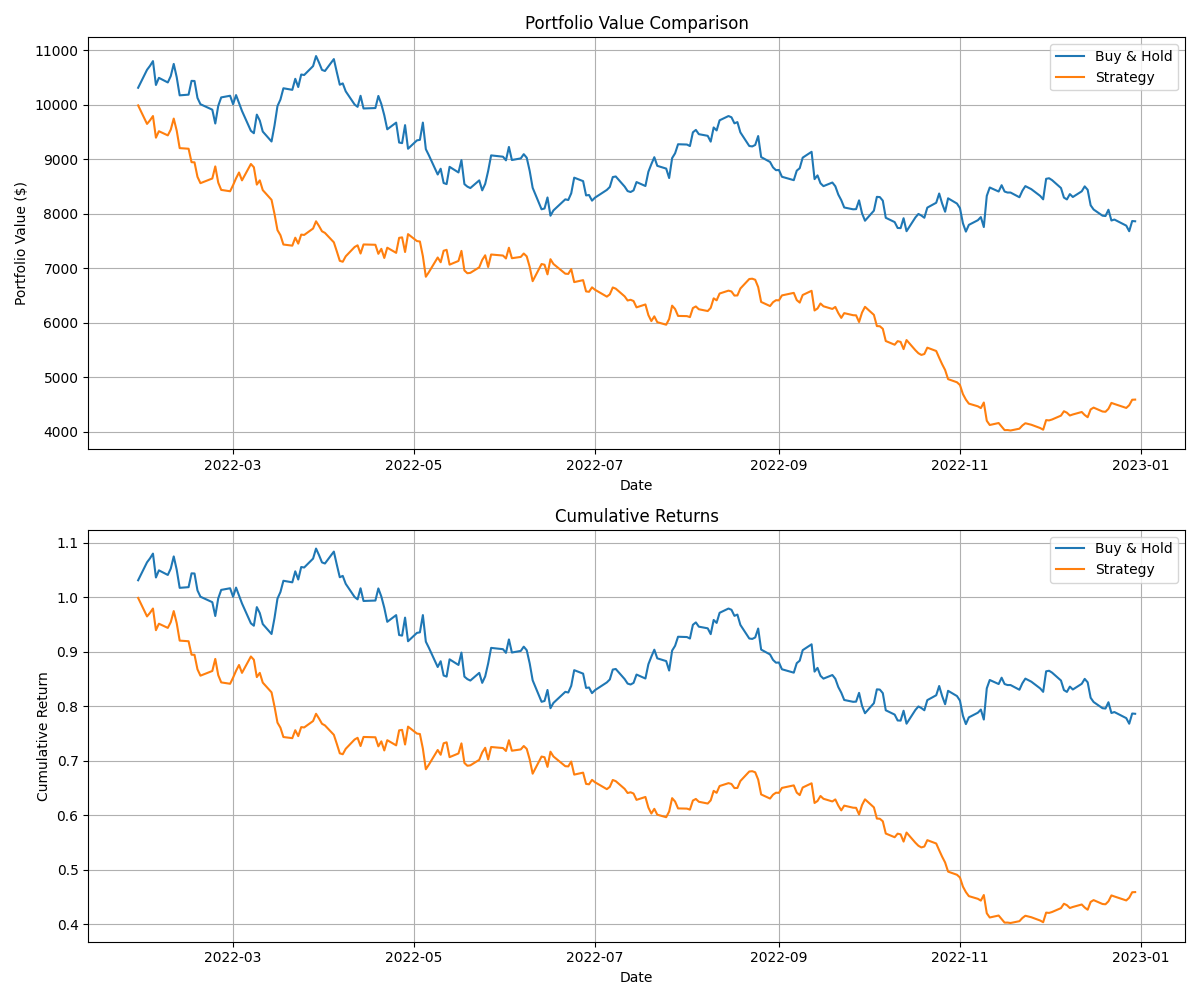 Portfolio Value Comparison
Portfolio Value ($)
11000
10000
9000
8000
7000
6000
5000
4000
Buy & Hold
Strategy
2022-03 2022-05 2022-07 2022-09 2022-11 2023-01
Date
Cumulative Returns
Cumulative Return
1.1
1.0
0.9
0.8
0.7
0.6
0.5
0.4
Buy & Hold
Strategy
2022-03 2022-05 2022-07 2022-09 2022-11 2023-01
Date